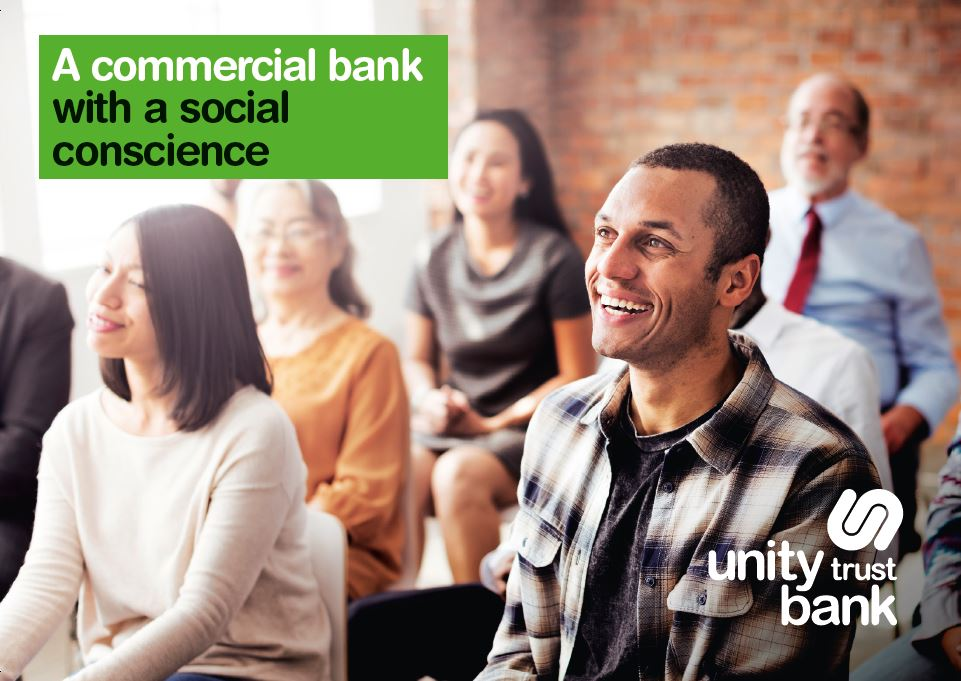 A commercial bank
with a social
conscience
unity trust
bank